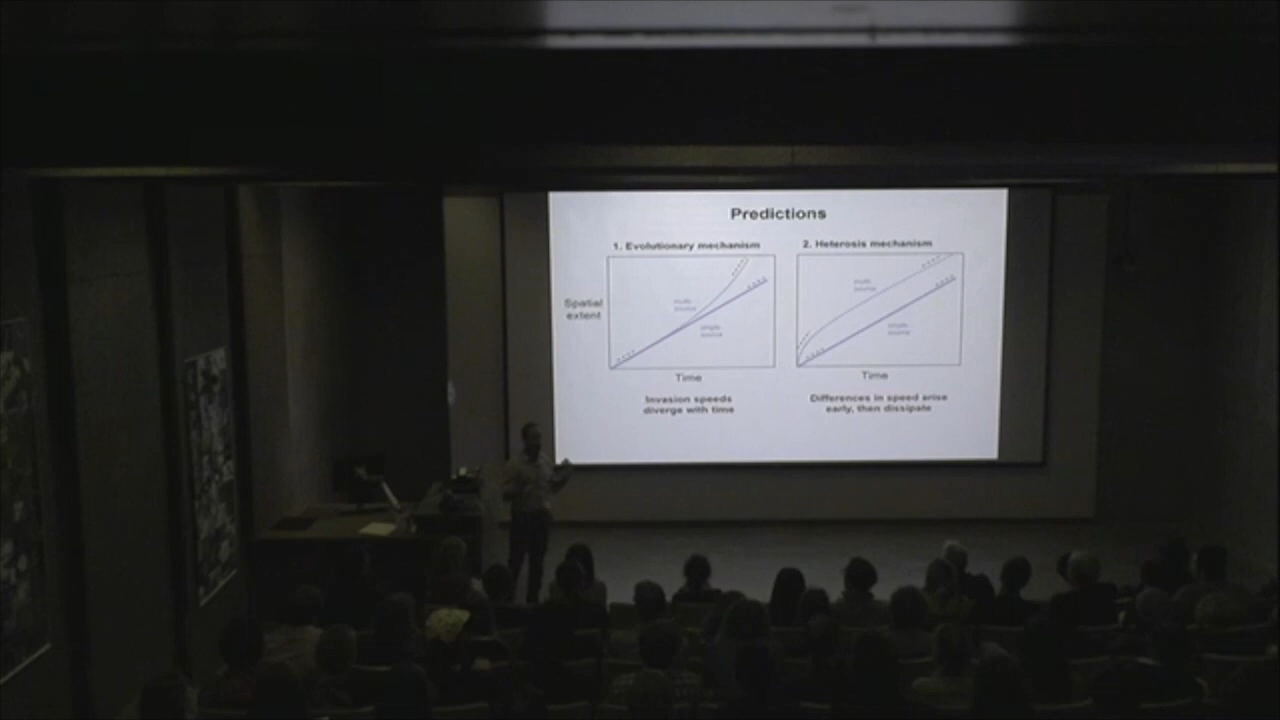 Predictions
1. Evolutionary mechanism
2. Heterosis mechanism
Spatial
extent
multi-
source
single-
source
multi-
source
single-
source
Time
Time
Invasion speeds
diverge with time
Differences in speed arise
early, then dissipate